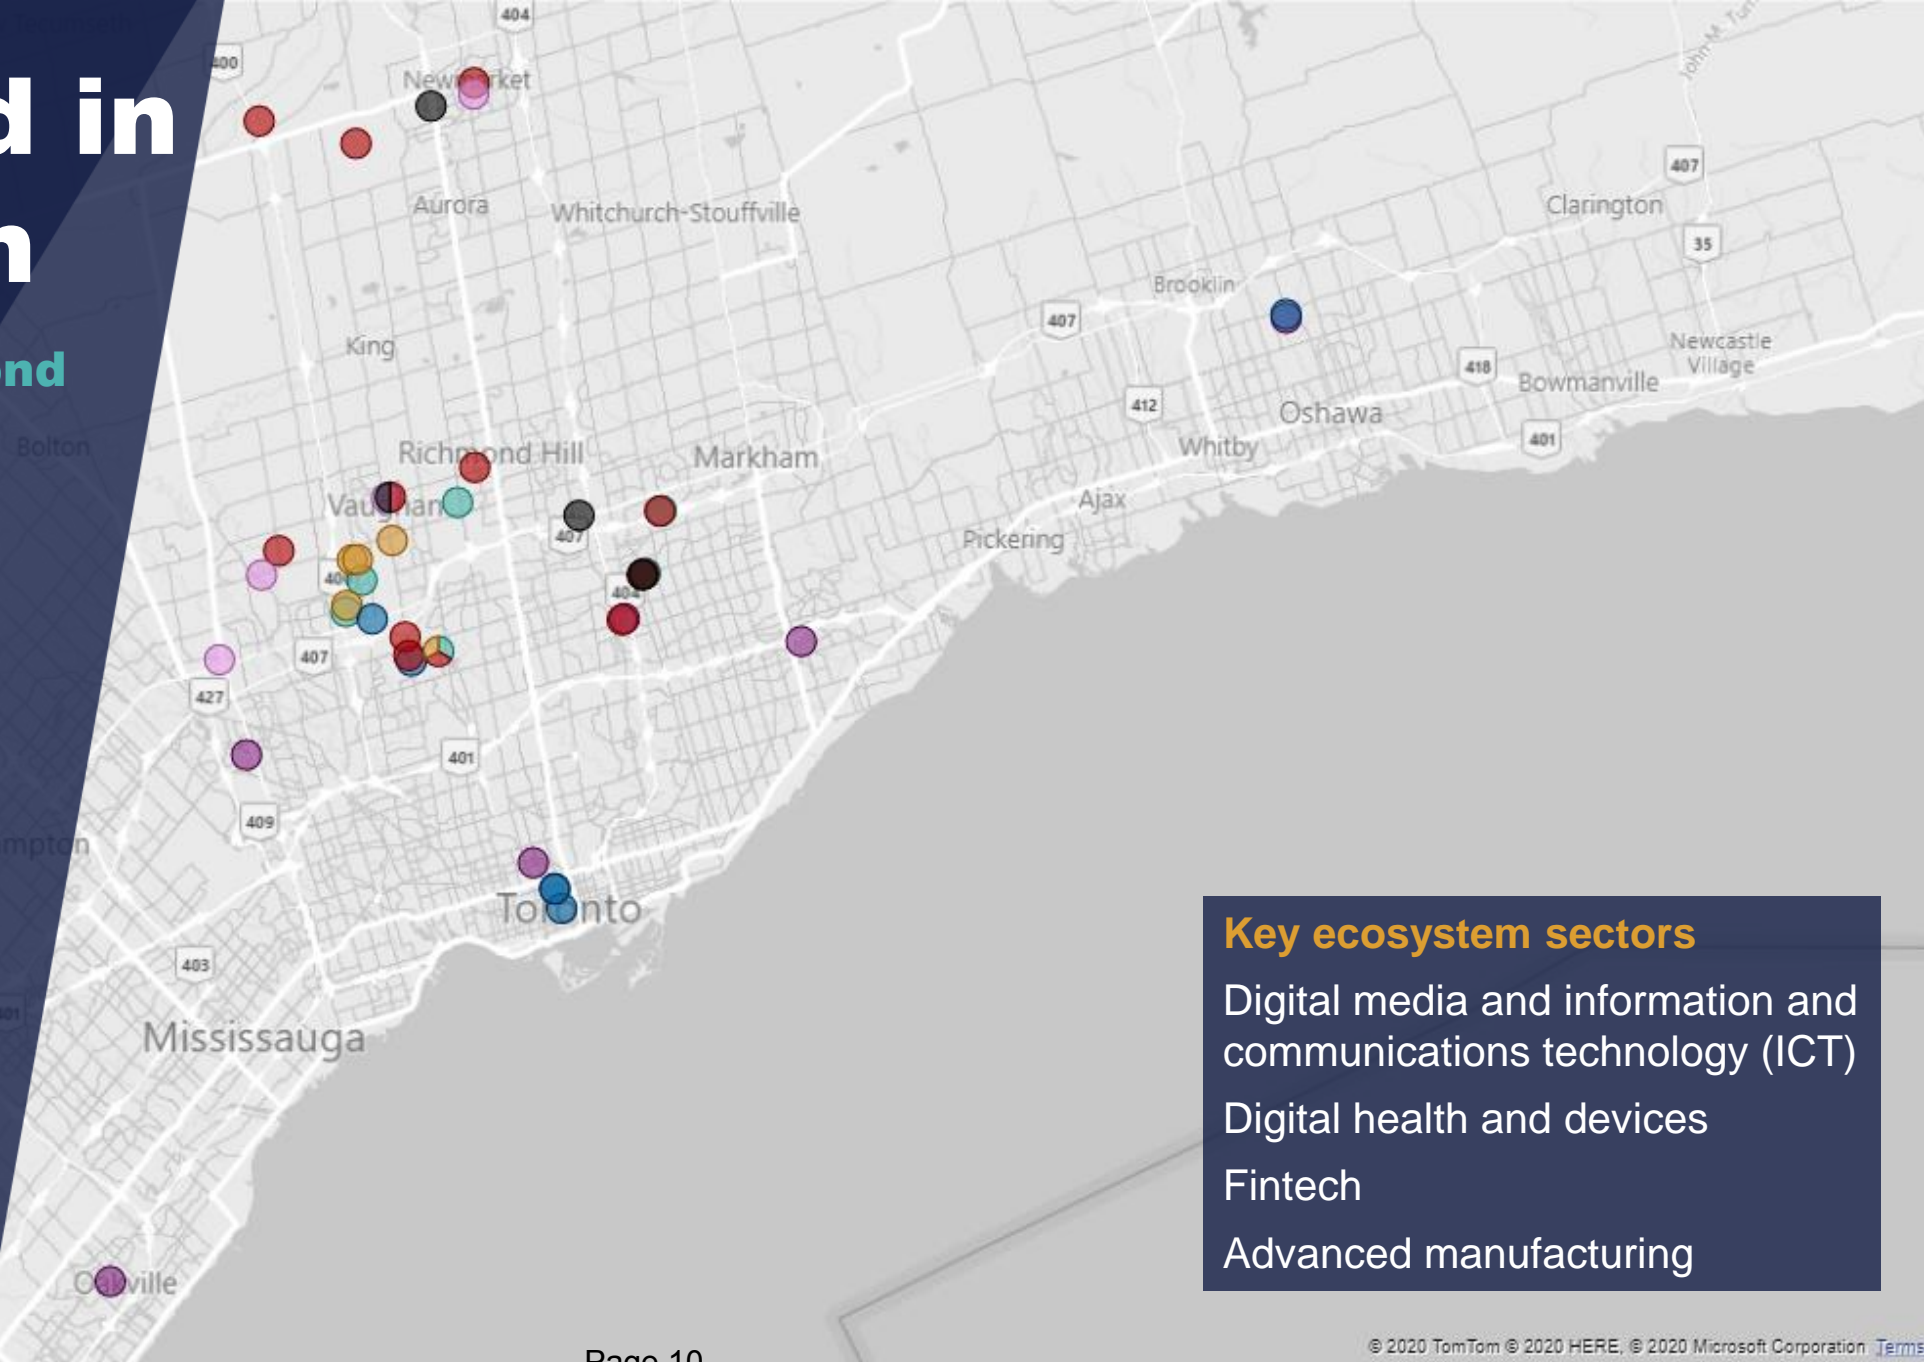 d in
n
nd
404
400
Newmarket
Aurora
Whitchurch-Stouffville
407
Clarington
35
Brooklin
407
King
Newcastle
Village
418
Bowmanville
412
Oshawa
401
Bolton
Richmond Hill
Markham
Whitby
Vaughan
Ajax
407
Pickering
404
407
427
401
409
mpton
Toronto
403
Mississauga
Oakville
Key ecosystem sectors
Digital media and information and
communications technology (ICT)
Digital health and devices
Fintech
Advanced manufacturing
Page 10
© 2020 TomTom © 2020 HERE, © 2020 Microsoft Corporation Terms